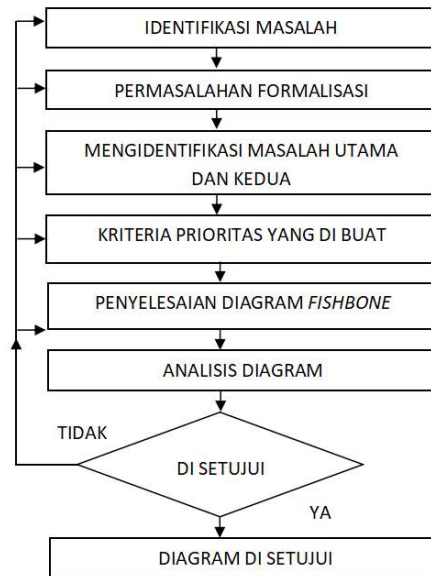 IDENTIFIKASI MASALAH
PERMASALAHAN FORMALISASI
MENGIDENTIFIKASI MASALAH UTAMA
DAN KEDUA
KRITERIA PRIORITAS YANG DI BUAT
PENYELESAIAN DIAGRAM FISHBONE
ANALISIS DIAGRAM
TIDAK
DI SETUJUI
YA
DIAGRAM DI SETUJUI